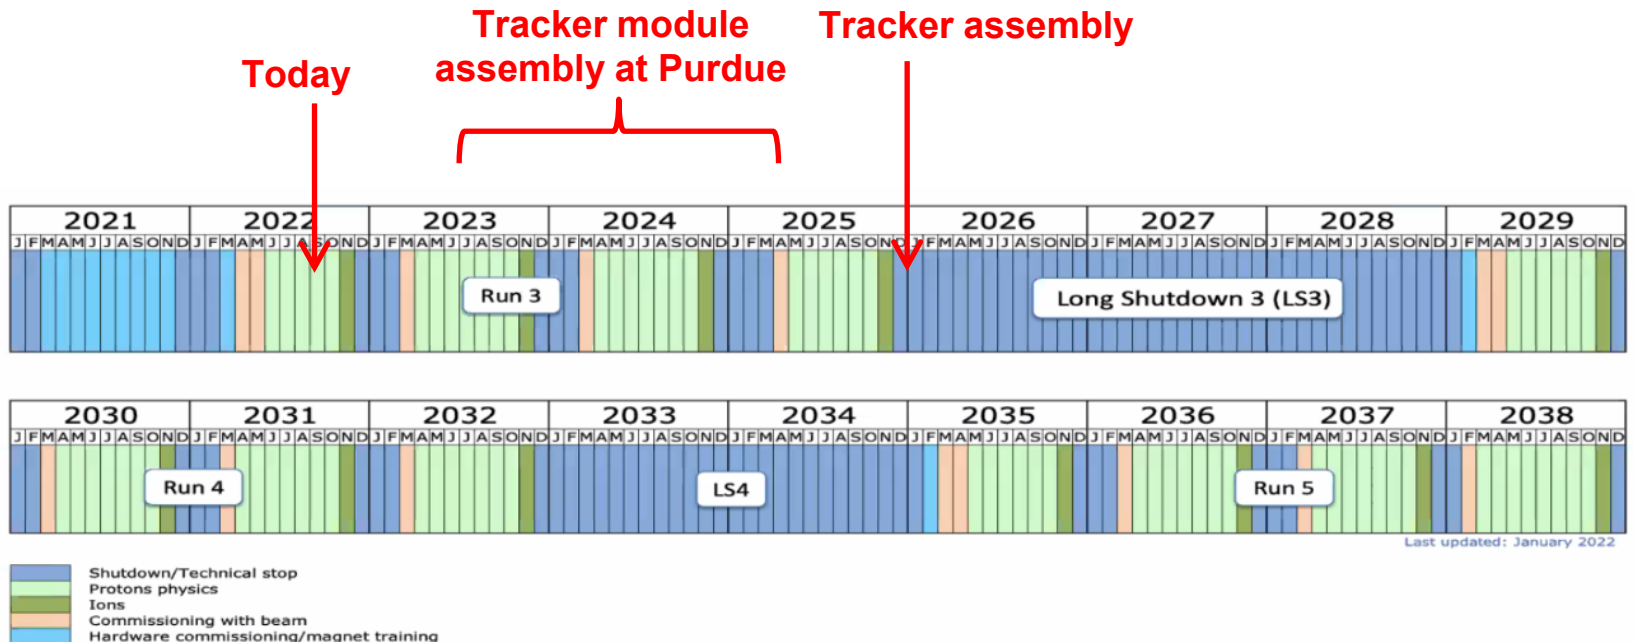 Tracker module
assembly at Purdue
Tracker assembly
Today
2021 2022 2023 2024 2025 2026 2027 2028 2029
J F M A M J J A S O N D J F M A M J J A S O N D J F M A M J J A S O N D J F M A M J J A S O N D J F M A M J J A S O N D J F M A M J J A S O N D J F M A M J J A S O N D J F M A M J J A S O N D J F M A M J J A S O N D
Run 3
Long Shutdown 3 (LS3)
2030 2031 2032 2033 2034 2035 2036 2037 2038
J F M A M J J A S O N D J F M A M J J A S O N D J F M A M J J A S O N D J F M A M J J A S O N D J F M A M J J A S O N D J F M A M J J A S O N D J F M A M J J A S O N D J F M A M J J A S O N D J F M A M J J A S O N D
Run 4
LS4
Run 5
Last updated: January 2022
Shutdown/Technical stop
Protons physics
Ions
Commissioning with beam
Hardware commissioning/magnet training